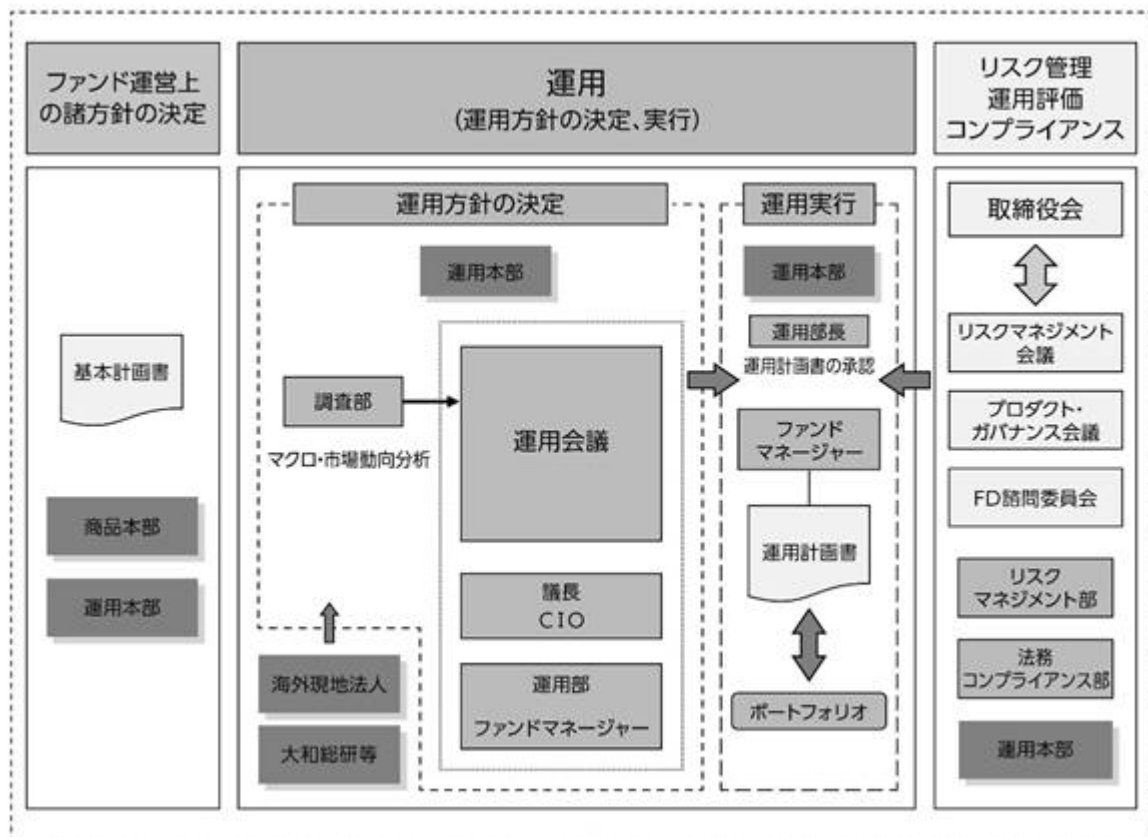 ファンド運営上
の諸方針の決定
運用
(運用方針の決定、実行)
リスク管理
運用評価
コンプライアンス
基本計画書
商品本部
運用本部
運用方針の決定
運用本部
調査部
マクロ・市場動向分析
運用会議
議長
CIO
運用部
ファンドマネージャー
海外現地法人
大和総研等
運用実行
運用本部
運用部長
運用計画書の承認
ファンド
マネージャー
運用計画書
ポートフォリオ
取締役会
リスクマネジメント
会議
プロダクト・
ガバナンス会議
FD諮問委員会
リスク
マネジメント部
法務
コンプライアンス部
運用本部